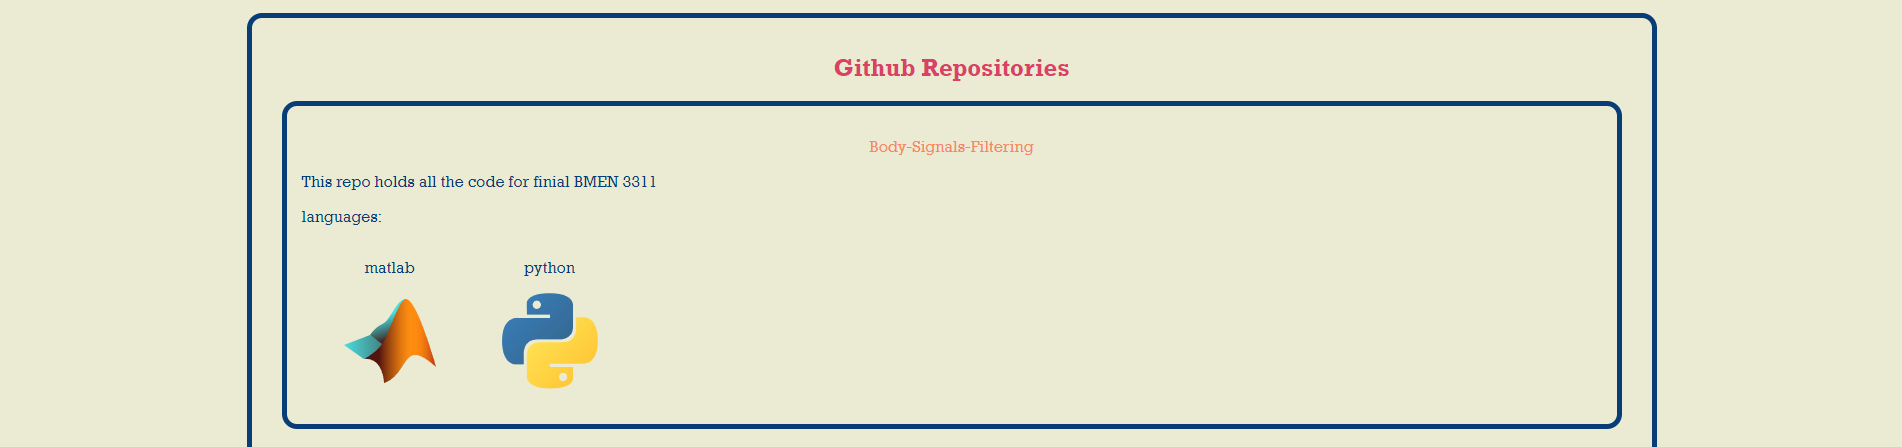 Github Repositories
Body-Signals-Filtering
This repo holds all the code for finial BMEN 3311
languages:
matlab python